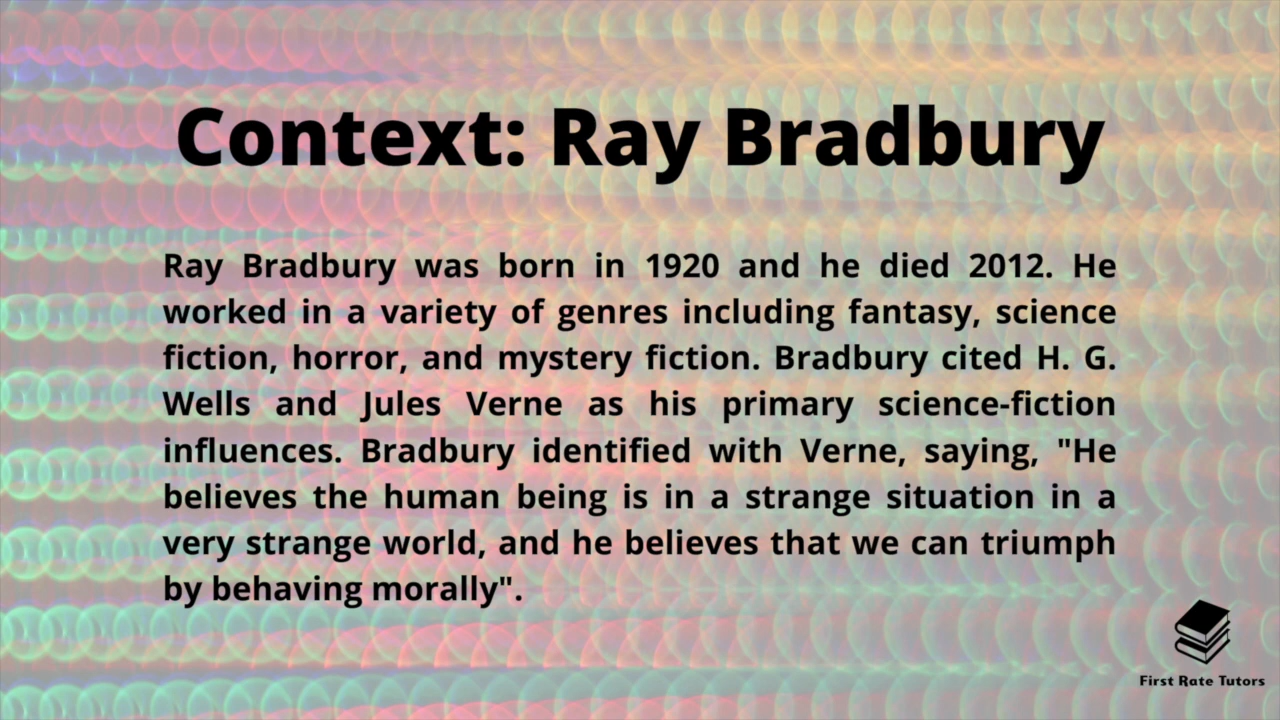 Context: Ray Bradbury
Ray Bradbury was born in 1920 and he died 2012. He
worked in a variety of genres including fantasy, science
fiction, horror, and mystery fiction. Bradbury cited H. G.
Wells and Jules Verne as his primary science-fiction
influences. Bradbury identified with Verne, saying, "He
believes the human being is in a strange situation in a
very strange world, and he believes that we can triumph
by behaving morally".
First Rate Tutors